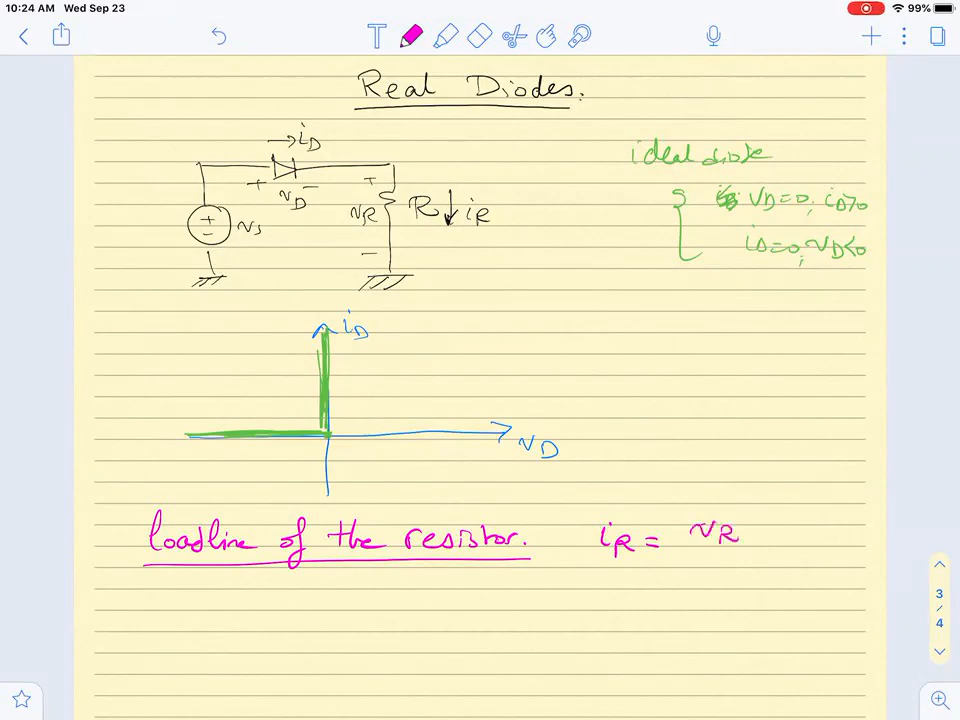 10:24 AM Wed Sep 23
99%
Real Diodes.
→ iD
+ vD −
+
vs
+
vR
−
R ↓ iR
ideal diode
VD=0, iD>0
iD=0, vD<0
iD
vD
loadline of the resistor. iR = vR
3
/
4